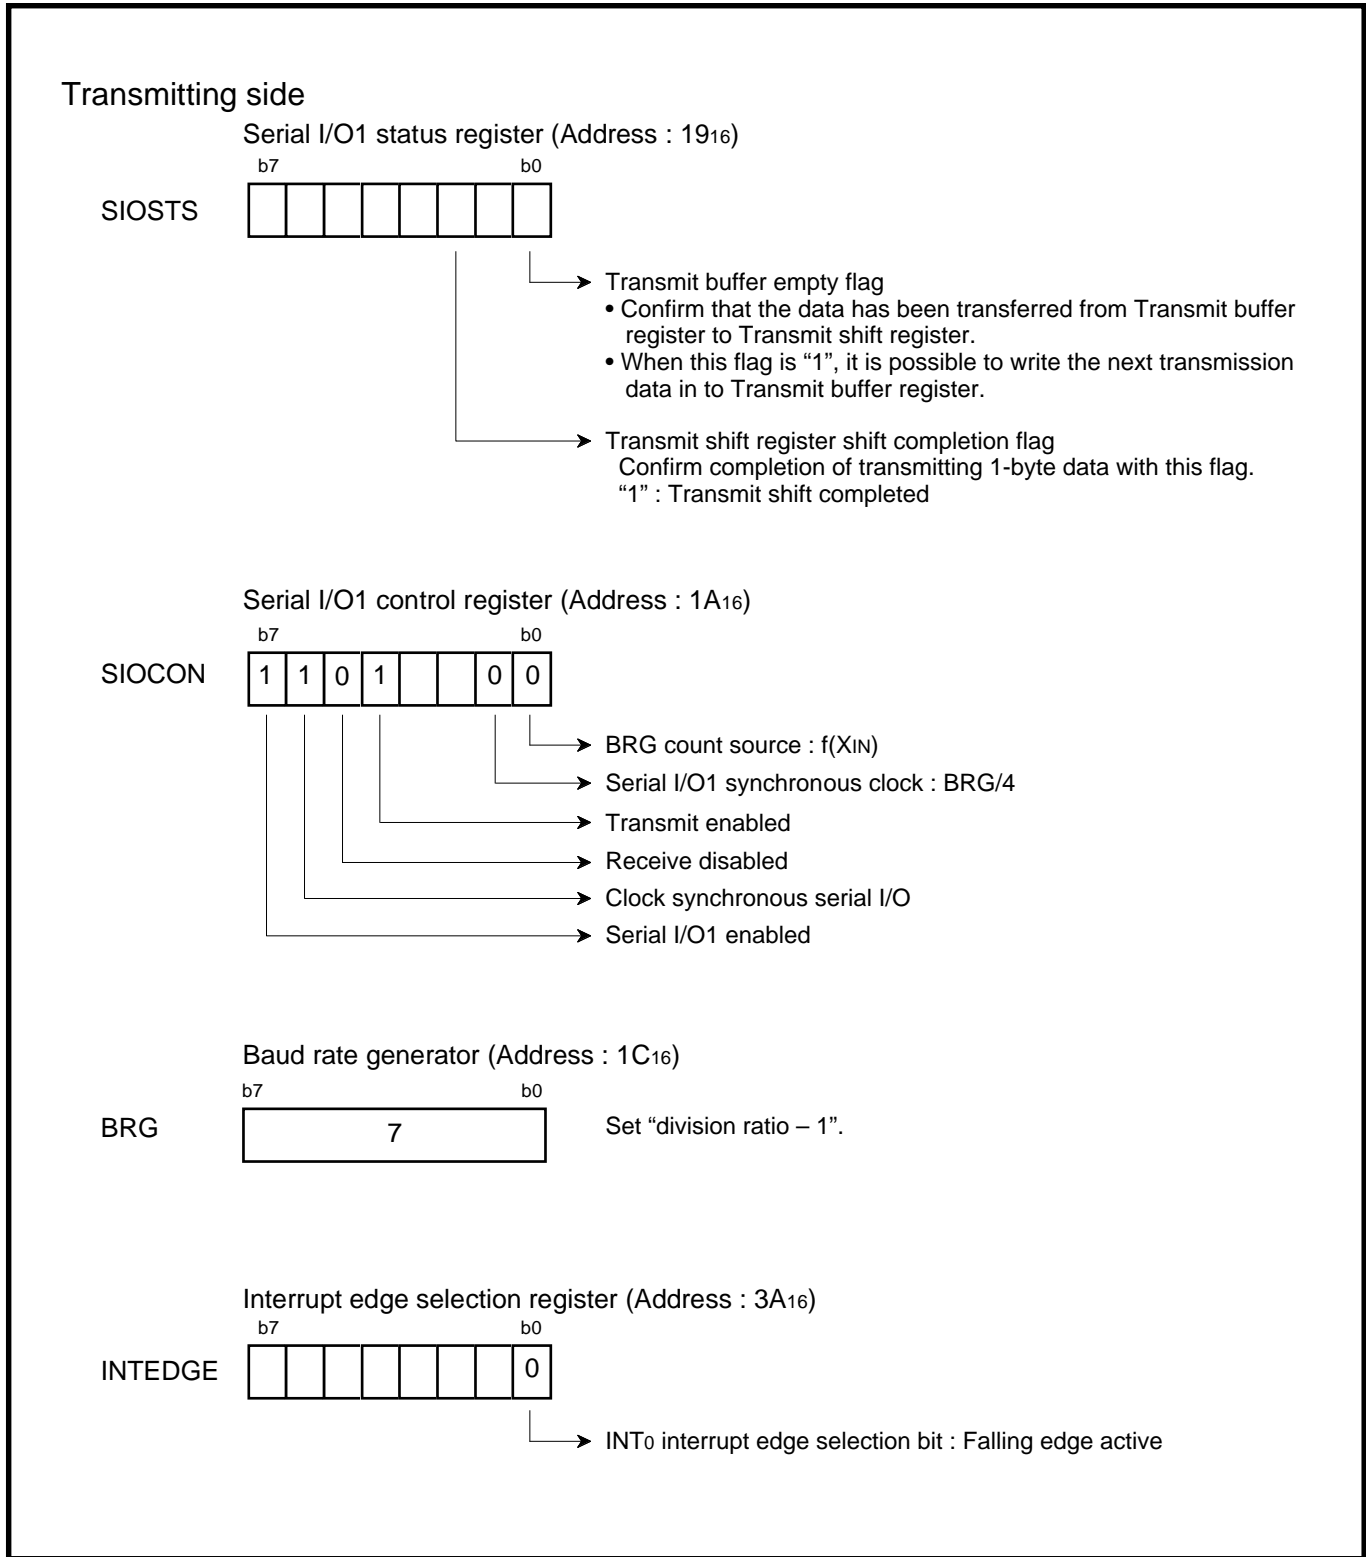 Transmitting side
Serial I/O1 status register (Address : 1916)
b7 b0
SIOSTS
Transmit buffer empty flag
• Confirm that the data has been transferred from Transmit buffer
register to Transmit shift register.
• When this flag is “1”, it is possible to write the next transmission
data in to Transmit buffer register.
Transmit shift register shift completion flag
Confirm completion of transmitting 1-byte data with this flag.
“1” : Transmit shift completed
Serial I/O1 control register (Address : 1A16)
b7 b0
SIOCON 1 1 0 1 0 0
BRG count source : f(XIN)
Serial I/O1 synchronous clock : BRG/4
Transmit enabled
Receive disabled
Clock synchronous serial I/O
Serial I/O1 enabled
Baud rate generator (Address : 1C16)
b7 b0
BRG 7 Set “division ratio – 1”.
Interrupt edge selection register (Address : 3A16)
b7 b0
INTEDGE 0
INT0 interrupt edge selection bit : Falling edge active